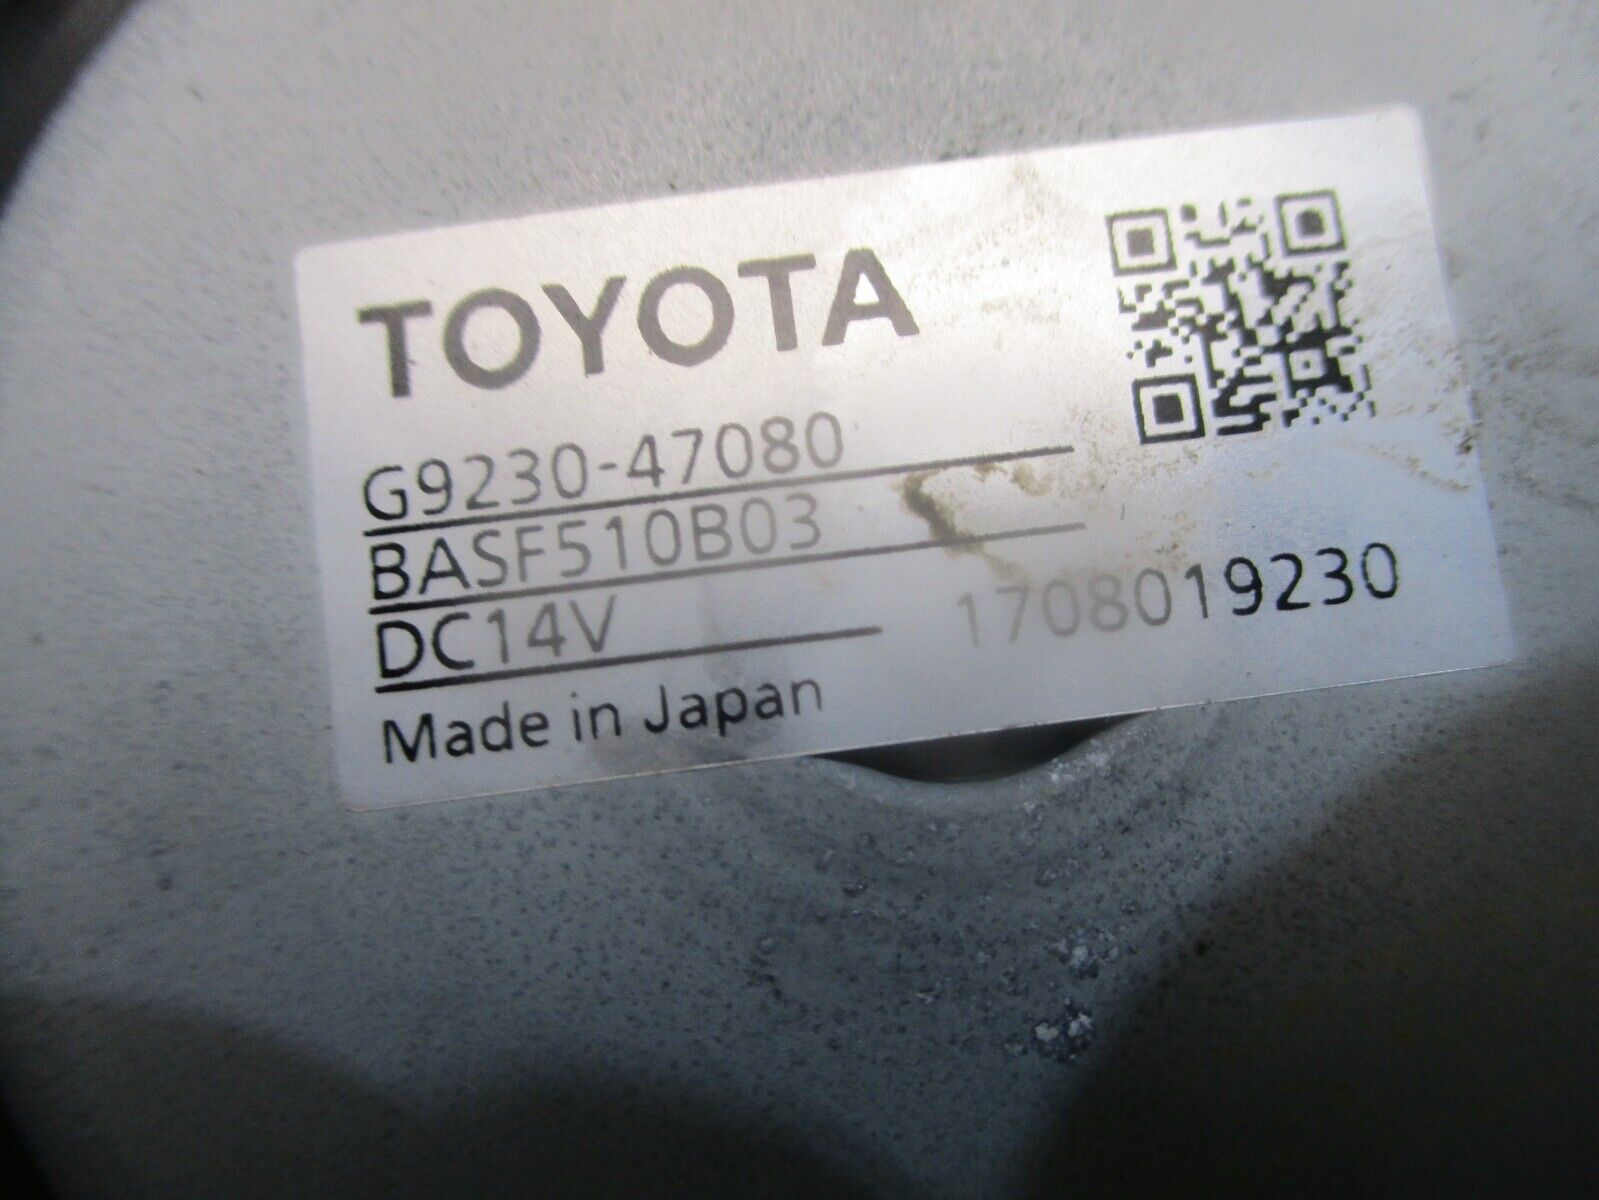 TOYOTA
G9230-47080
BASF510B03
DC14V
1708019230
Made in Japan